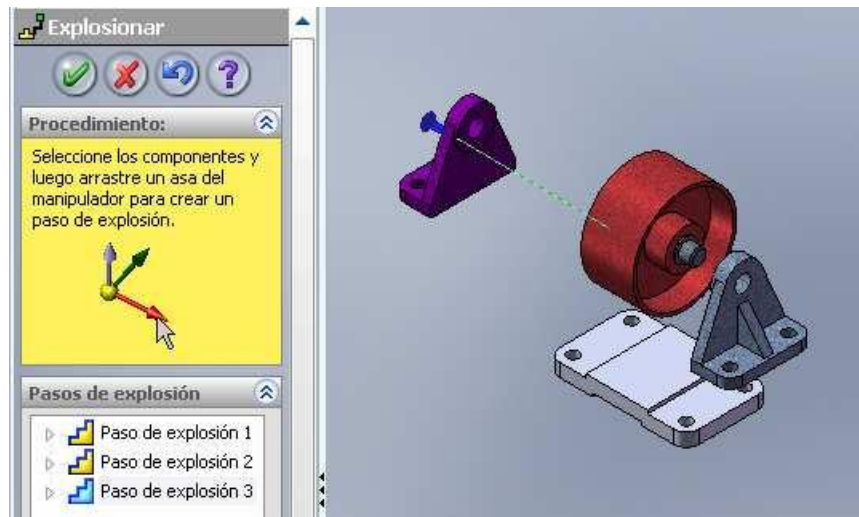 Explosionar
Procedimiento:
Seleccione los componentes y
luego arrastre un asa del
manipulador para crear un
paso de explosión.
Pasos de explosión
Paso de explosión 1
Paso de explosión 2
Paso de explosión 3